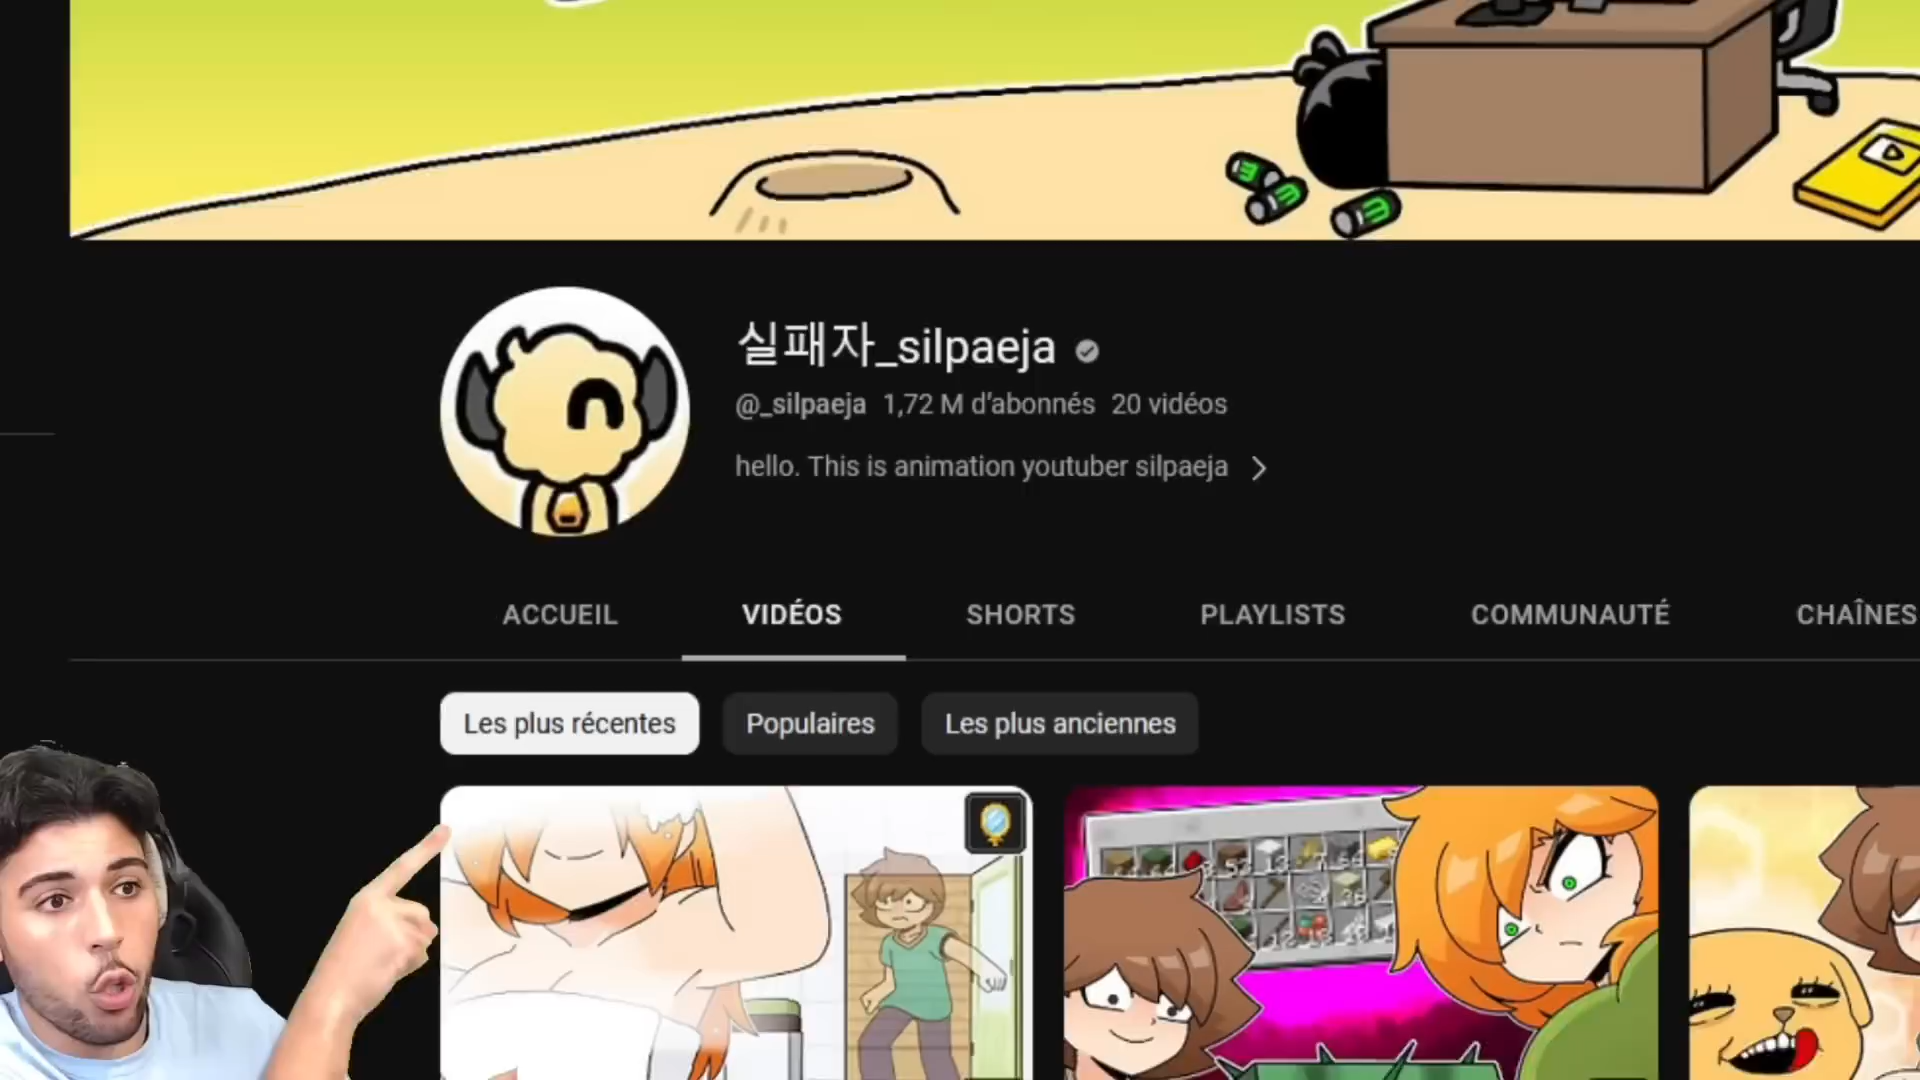 실패자_silpaeja
@_silpaeja 1,72 M d'abonnés 20 vidéos
hello. This is animation youtuber silpaeja
ACCUEIL VIDÉOS SHORTS PLAYLISTS COMMUNAUTÉ CHAÎNES
Les plus récentes Populaires Les plus anciennes